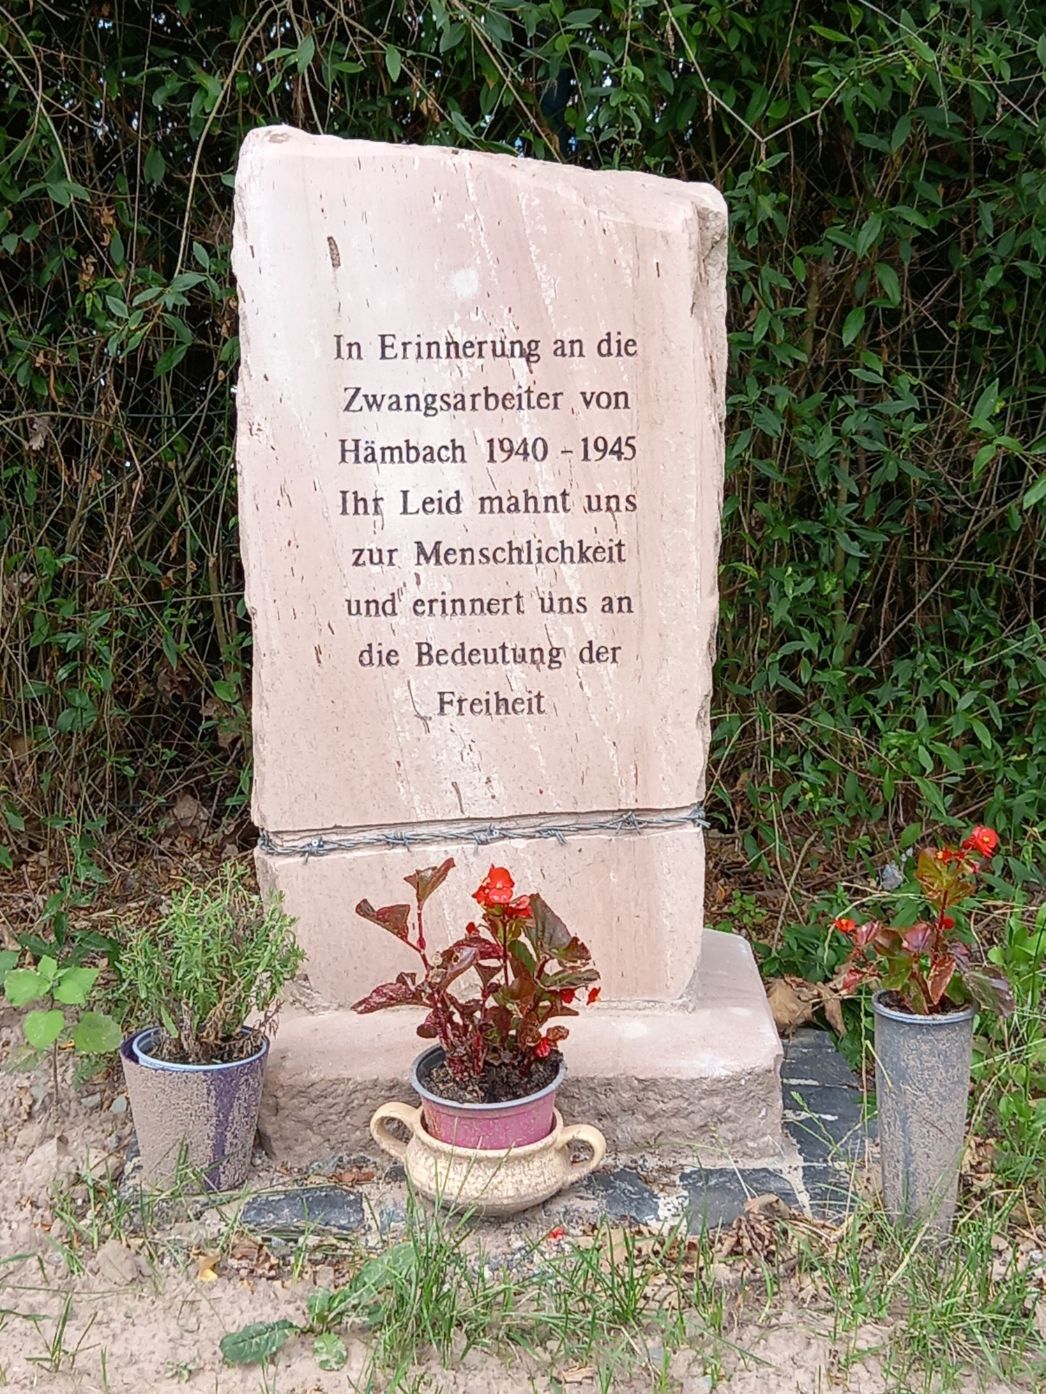 In Erinnerung an die
Zwangsarbeiter von
Hämbach 1940 - 1945
Ihr Leid mahnt uns
zur Menschlichkeit
und erinnert uns an
die Bedeutung der
Freiheit